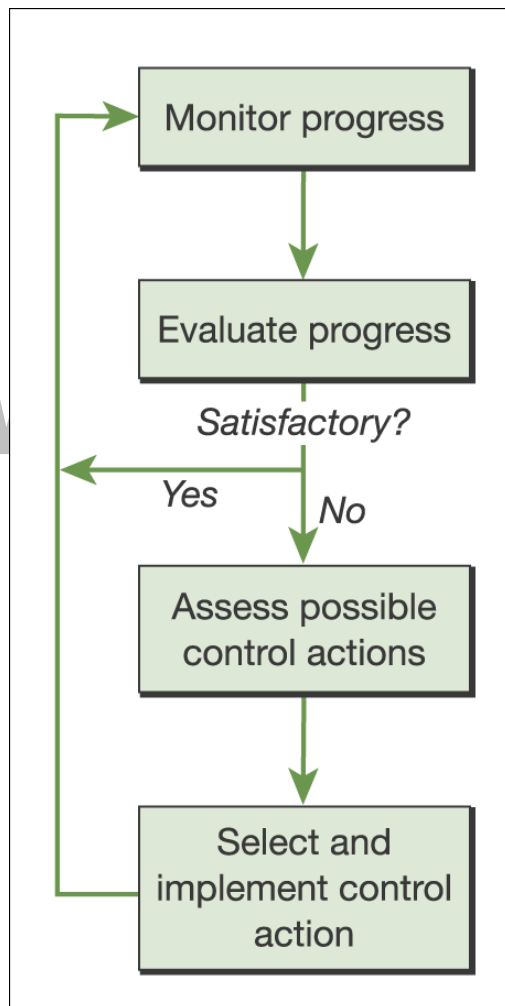 Monitor progress
Evaluate progress
Satisfactory?
Yes
No
Assess possible
control actions
Select and
implement control
action